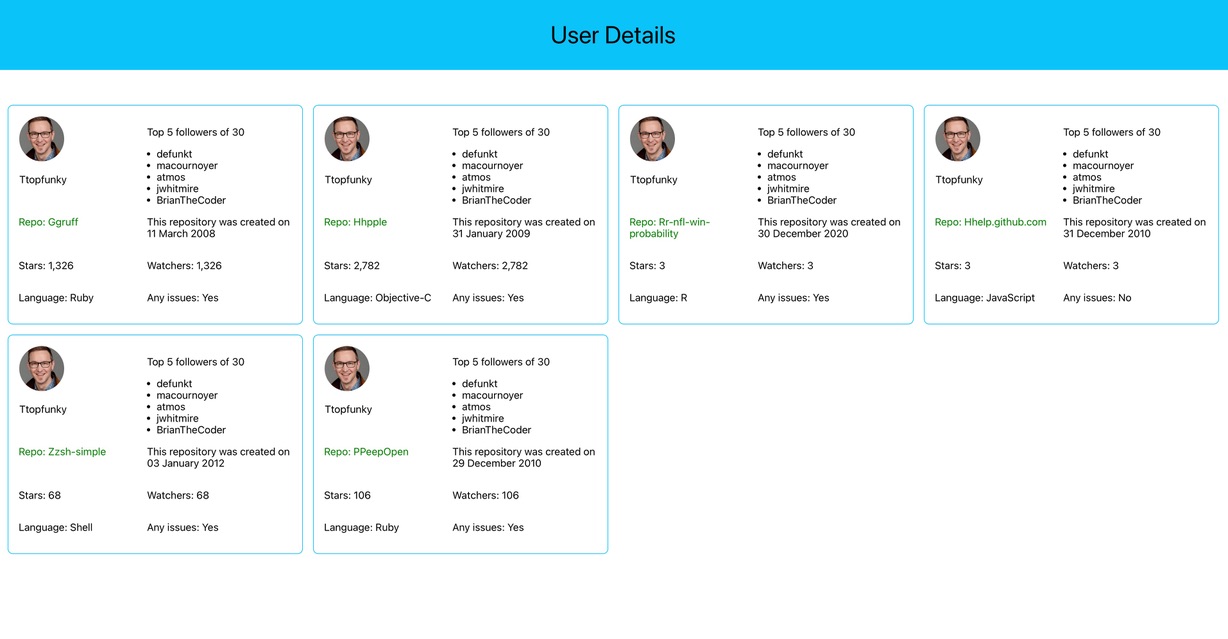 User Details
Ttopfunky
Top 5 followers of 30
defunkt
macournoyer
atmos
jwhitmire
BrianTheCoder
Repo: Ggruff
This repository was created on
11 March 2008
Stars: 1,326
Watchers: 1,326
Language: Ruby
Any issues: Yes
Ttopfunky
Top 5 followers of 30
defunkt
macournoyer
atmos
jwhitmire
BrianTheCoder
Repo: Hhpple
This repository was created on
31 January 2009
Stars: 2,782
Watchers: 2,782
Language: Objective-C
Any issues: Yes
Ttopfunky
Top 5 followers of 30
defunkt
macournoyer
atmos
jwhitmire
BrianTheCoder
Repo: Rr-nfl-win-
probability
This repository was created on
30 December 2020
Stars: 3
Watchers: 3
Language: R
Any issues: Yes
Ttopfunky
Top 5 followers of 30
defunkt
macournoyer
atmos
jwhitmire
BrianTheCoder
Repo: Hhelp.github.com
This repository was created on
31 December 2010
Stars: 3
Watchers: 3
Language: JavaScript
Any issues: No
Ttopfunky
Top 5 followers of 30
defunkt
macournoyer
atmos
jwhitmire
BrianTheCoder
Repo: Zzsh-simple
This repository was created on
03 January 2012
Stars: 68
Watchers: 68
Language: Shell
Any issues: Yes
Ttopfunky
Top 5 followers of 30
defunkt
macournoyer
atmos
jwhitmire
BrianTheCoder
Repo: PPeepOpen
This repository was created on
29 December 2010
Stars: 106
Watchers: 106
Language: Ruby
Any issues: Yes